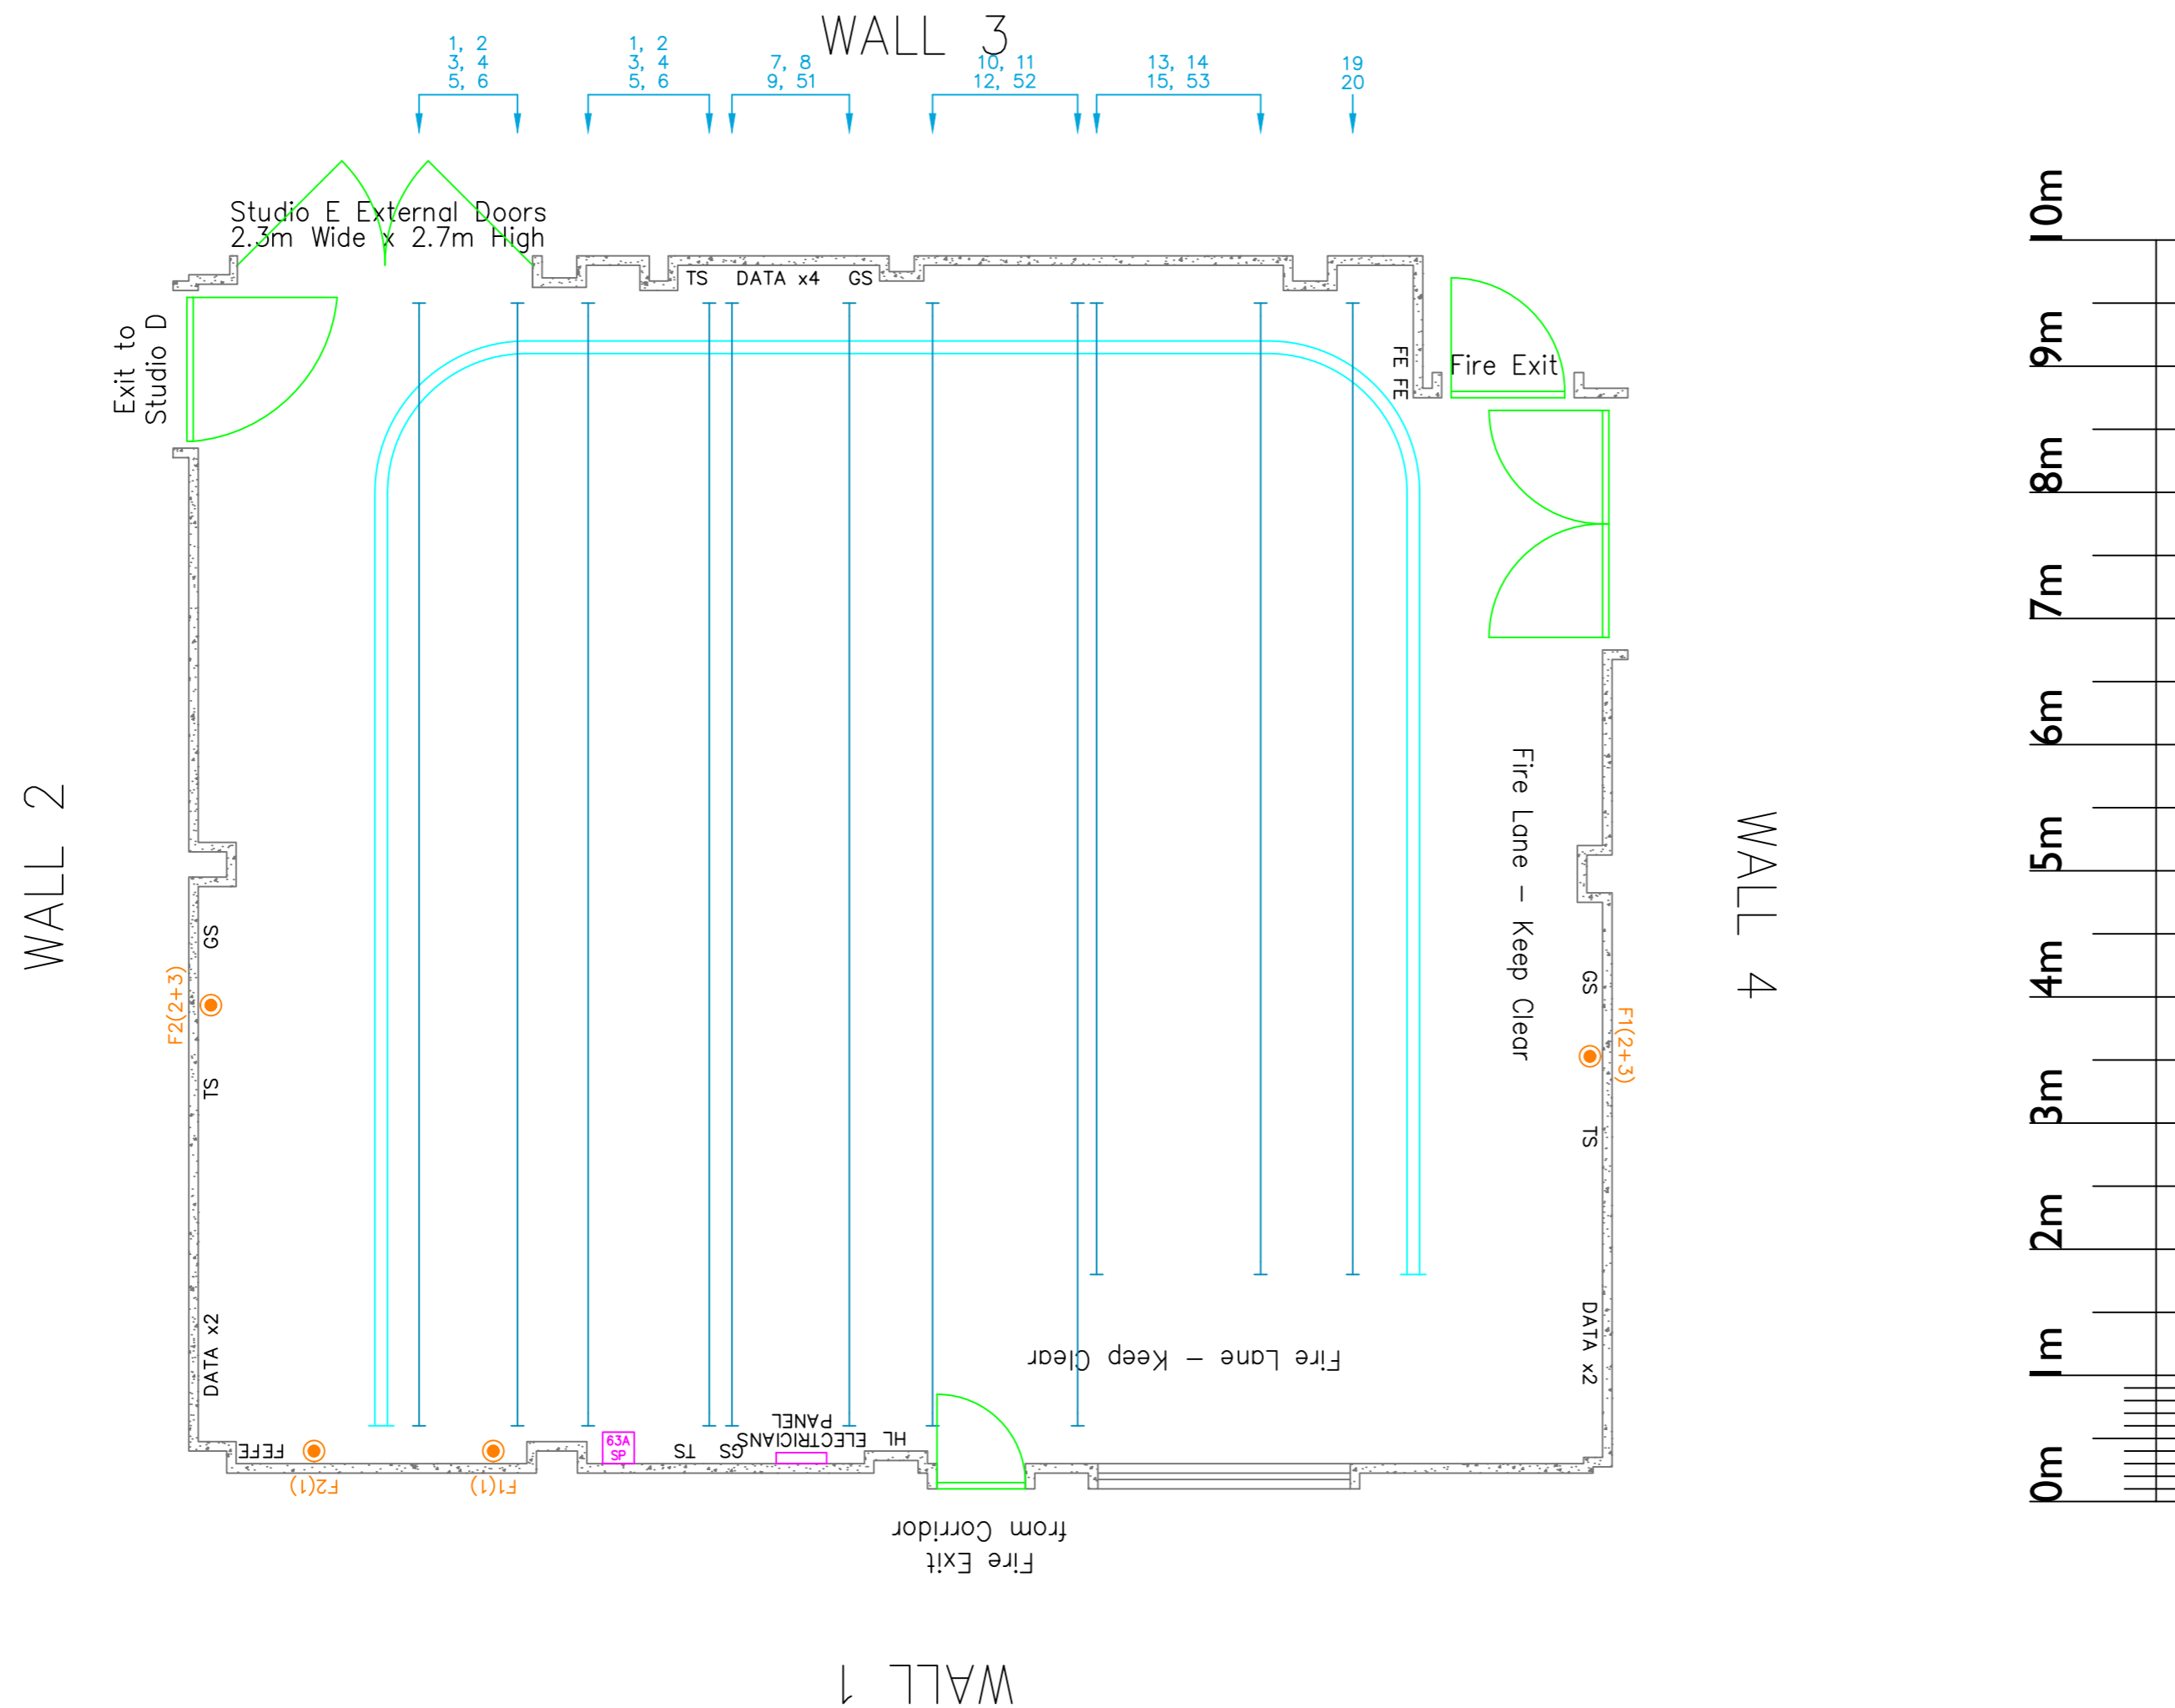 WALL 3
1, 2
3, 4
5, 6
1, 2
3, 4
5, 6
7, 8
9, 51
10, 11
12, 52
13, 14
15, 53
19
20
Studio E External Doors
2.3m Wide x 2.7m High
TS
DATA x4
GS
Exit to
Studio D
FE FE
Fire Exit
WALL 2
GS
F2(2+3)
TS
DATA x2
Fire Lane - Keep Clear
WALL 4
GS
F1(2+3)
TS
DATA x2
Fire Lane - Keep Clear
FEFE
F2(1)
F1(1)
63A
SP
TS
GS
ELECTRICIANS
PANEL
HL
Fire Exit
from Corridor
WALL 1
10m
9m
8m
7m
6m
5m
4m
3m
2m
1m
0m